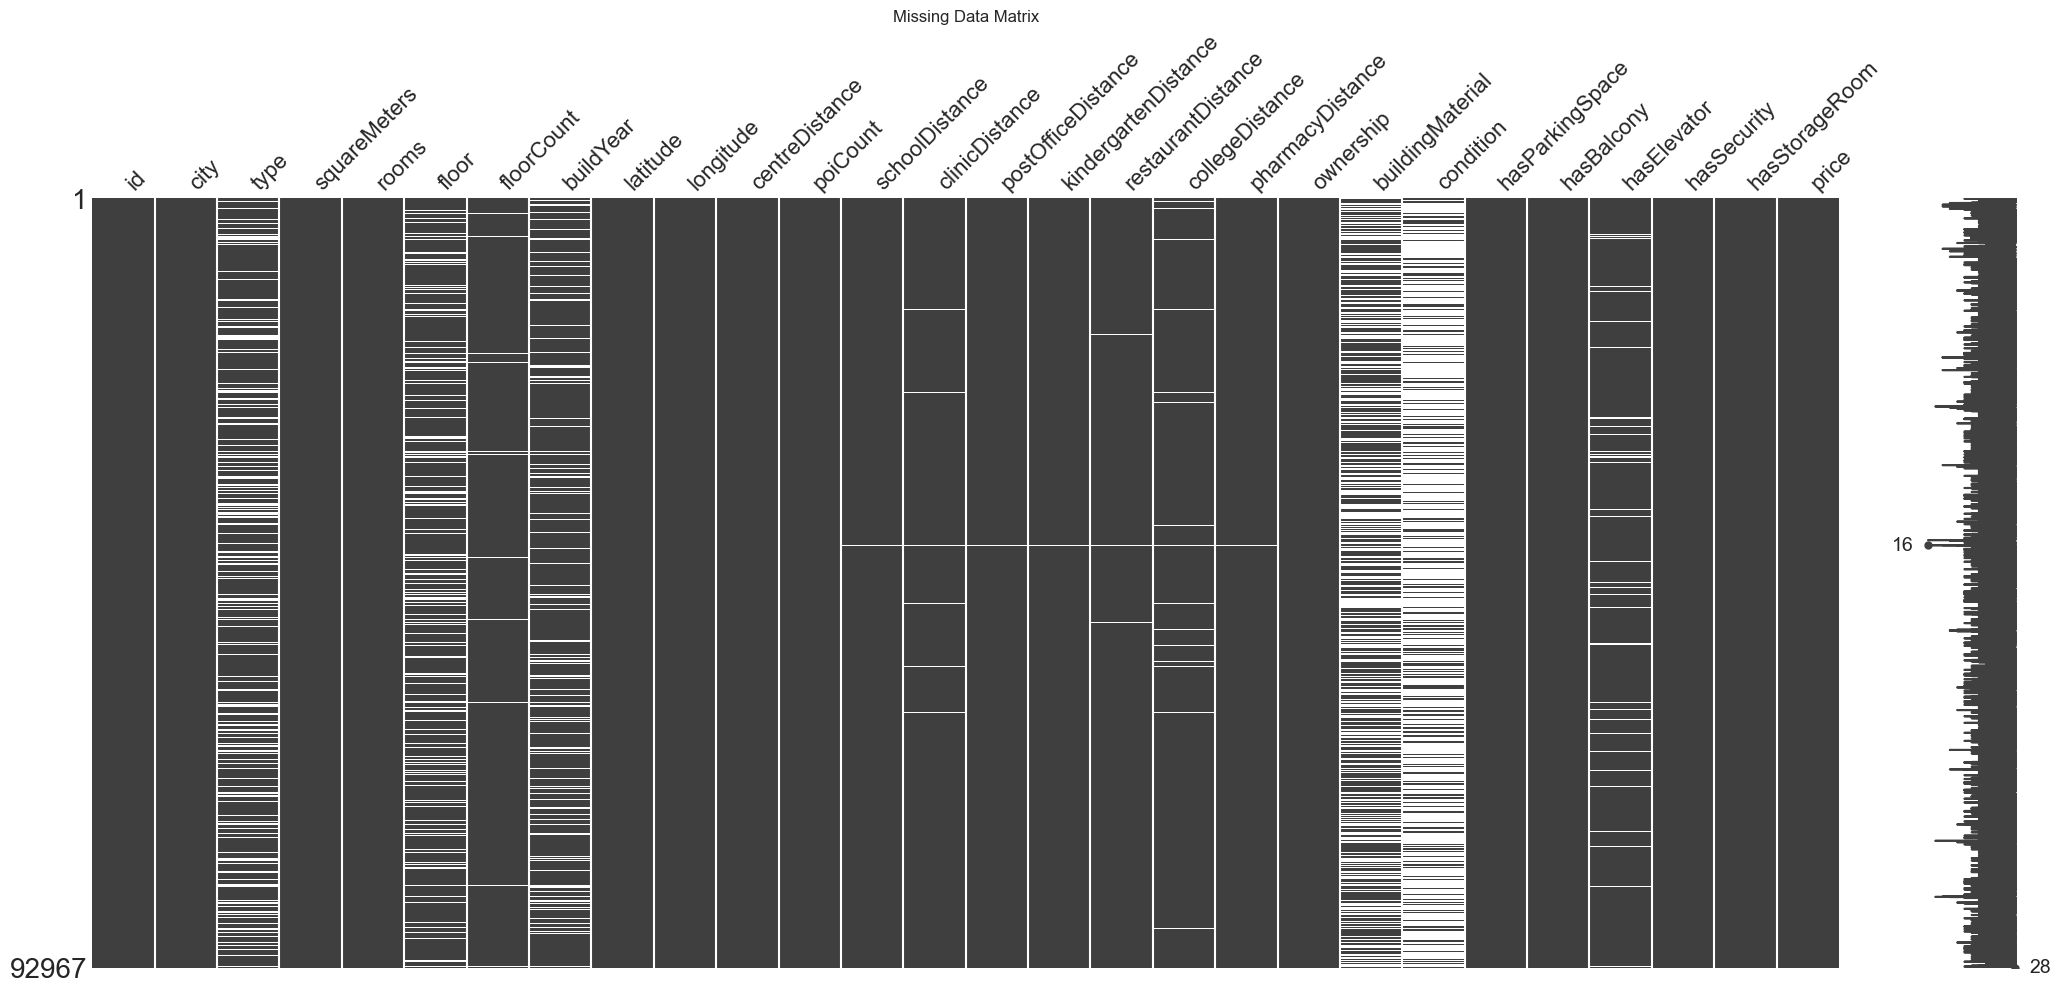 Missing Data Matrix
id
city
type
squareMeters
rooms
floor
floorCount
buildYear
latitude
longitude
centreDistance
poiCount
schoolDistance
clinicDistance
postOfficeDistance
kindergartenDistance
restaurantDistance
collegeDistance
pharmacyDistance
ownership
buildingMaterial
condition
hasParkingSpace
hasBalcony
hasElevator
hasSecurity
hasStorageRoom
price
1
16
92967
28